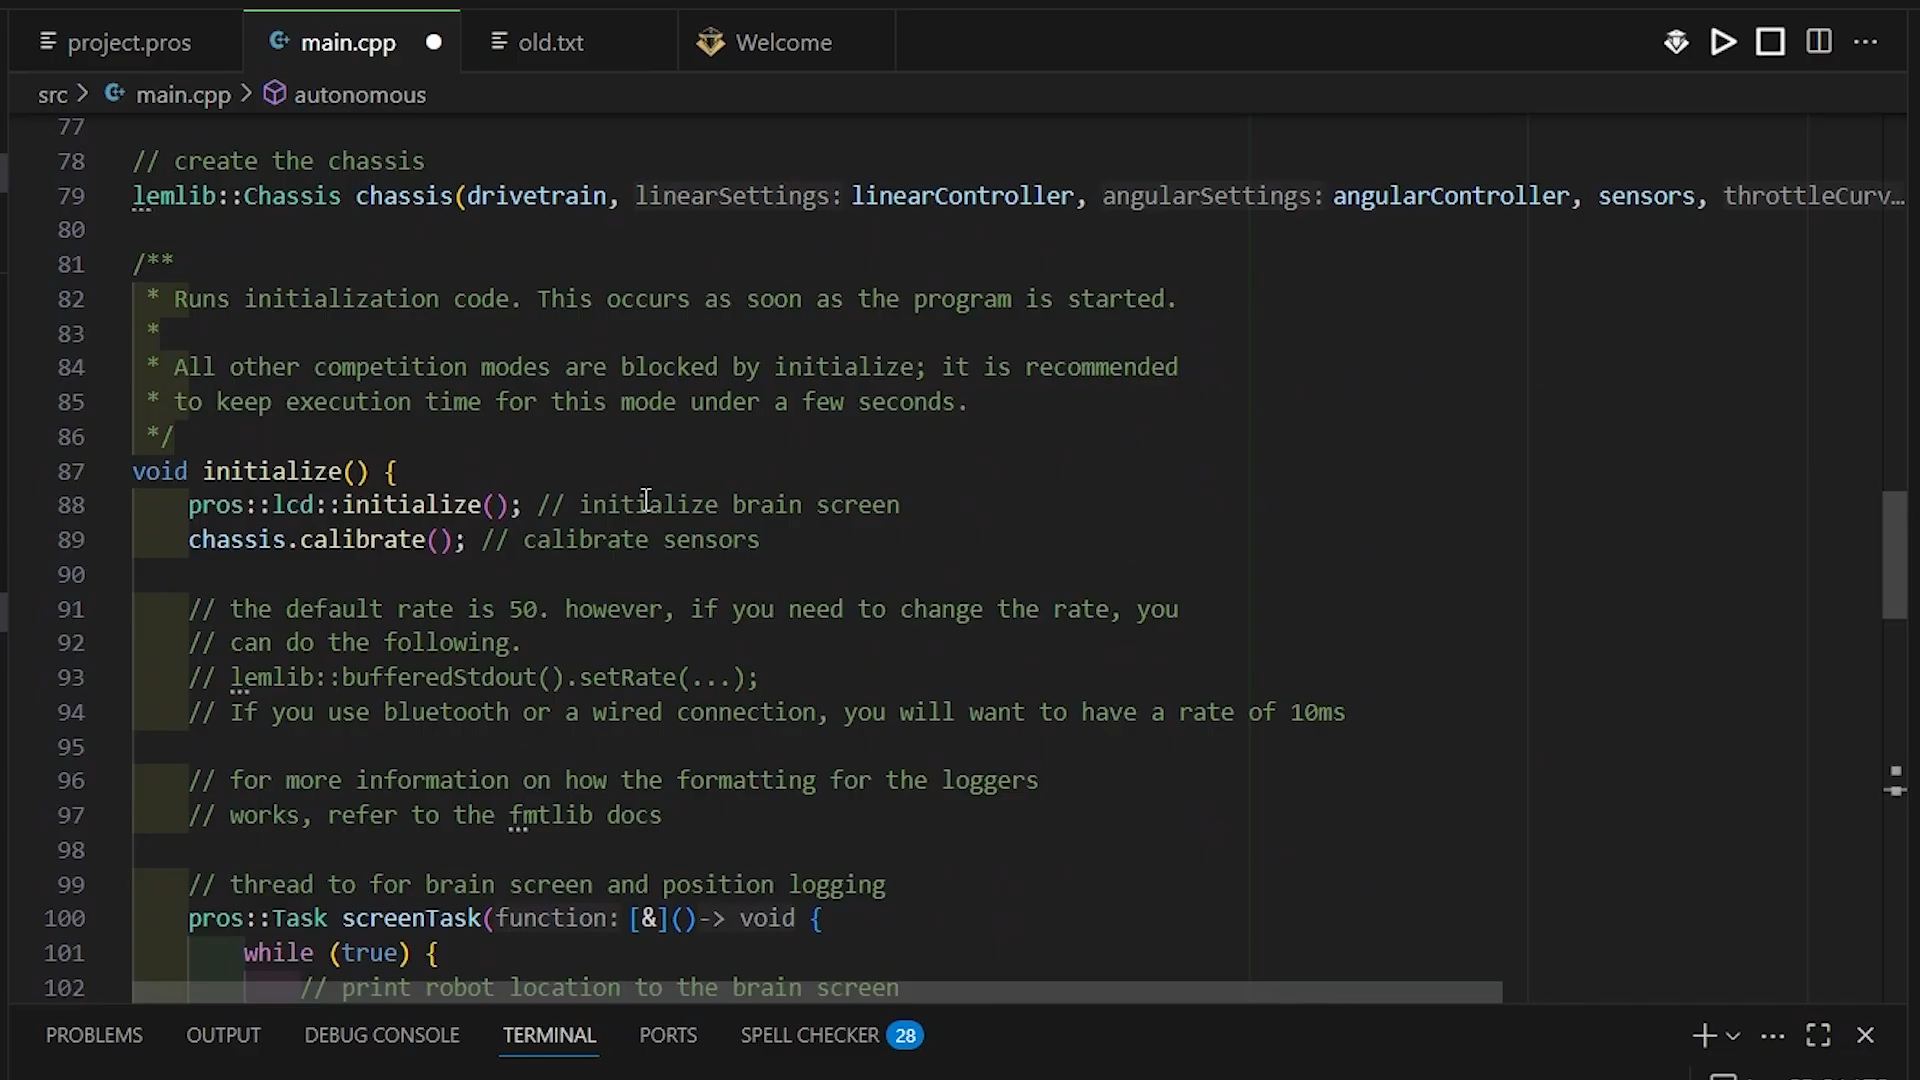 project.pros
main.cpp
old.txt
Welcome
src > main.cpp > autonomous
77
78 // create the chassis
79 lemlib::Chassis chassis(drivetrain, linearSettings: linearController, angularSettings: angularController, sensors, throttleCurv…
80
81 /**
82 * Runs initialization code. This occurs as soon as the program is started.
83 *
84 * All other competition modes are blocked by initialize; it is recommended
85 * to keep execution time for this mode under a few seconds.
86 */
87 void initialize() {
88 pros::lcd::initialize(); // initialize brain screen
89 chassis.calibrate(); // calibrate sensors
90
91 // the default rate is 50. however, if you need to change the rate, you
92 // can do the following.
93 // lemlib::bufferedStdout().setRate(...);
94 // If you use bluetooth or a wired connection, you will want to have a rate of 10ms
95
96 // for more information on how the formatting for the loggers
97 // works, refer to the fmtlib docs
98
99 // thread to for brain screen and position logging
100 pros::Task screenTask(function: [&]()-> void {
101 while (true) {
102 // print robot location to the brain screen
PROBLEMS OUTPUT DEBUG CONSOLE TERMINAL PORTS SPELL CHECKER 28